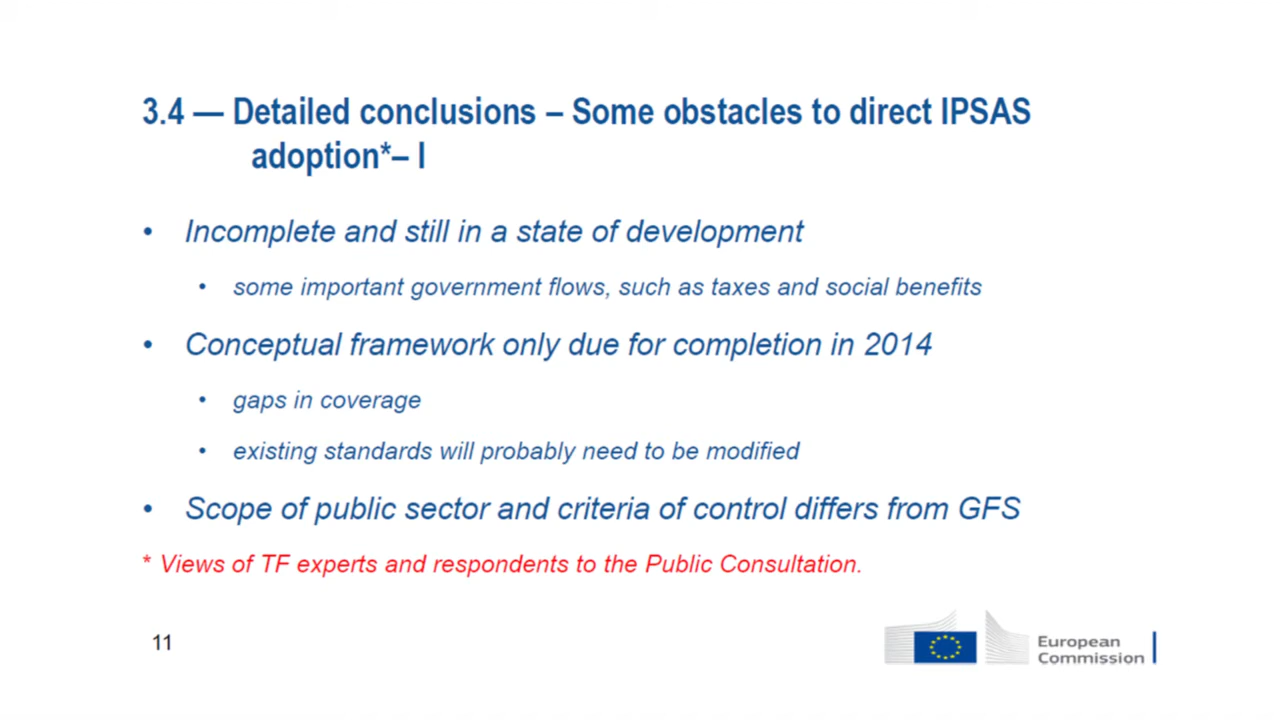 3.4 — Detailed conclusions – Some obstacles to direct IPSAS
adoption*– I
• Incomplete and still in a state of development
• some important government flows, such as taxes and social benefits
• Conceptual framework only due for completion in 2014
• gaps in coverage
• existing standards will probably need to be modified
• Scope of public sector and criteria of control differs from GFS
* Views of TF experts and respondents to the Public Consultation.
11
European
Commission